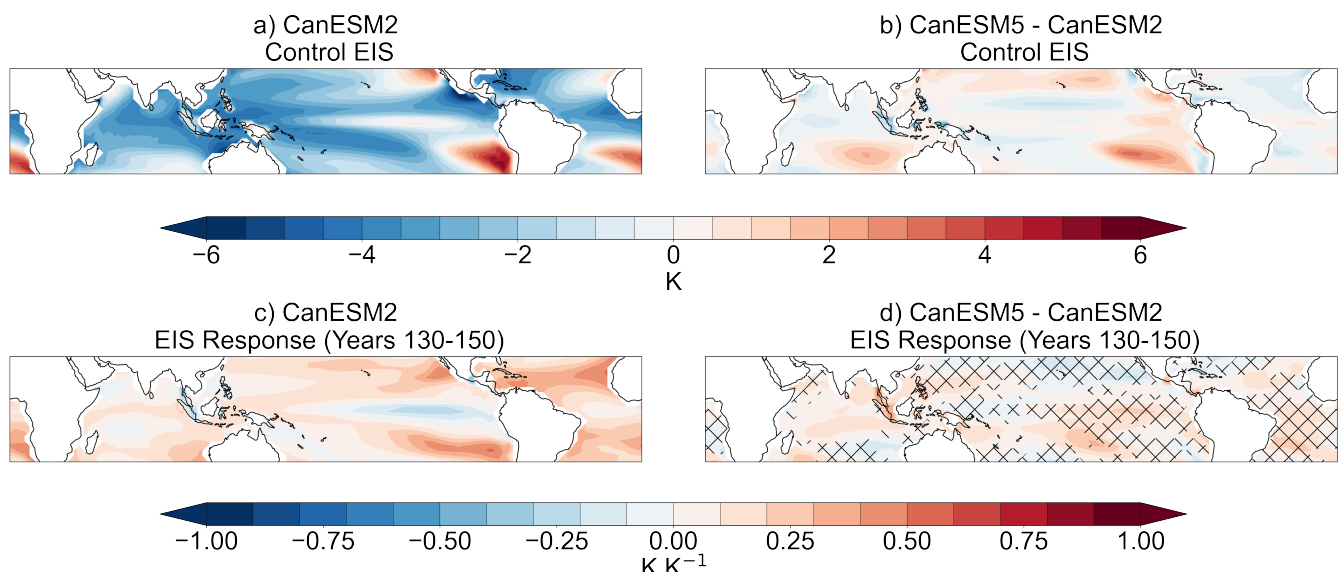 a) CanESM2
Control EIS
b) CanESM5 - CanESM2
Control EIS
−6 −4 −2 0 2 4 6
K
c) CanESM2
EIS Response (Years 130-150)
d) CanESM5 - CanESM2
EIS Response (Years 130-150)
−1.00 −0.75 −0.50 −0.25 0.00 0.25 0.50 0.75 1.00
K K⁻¹